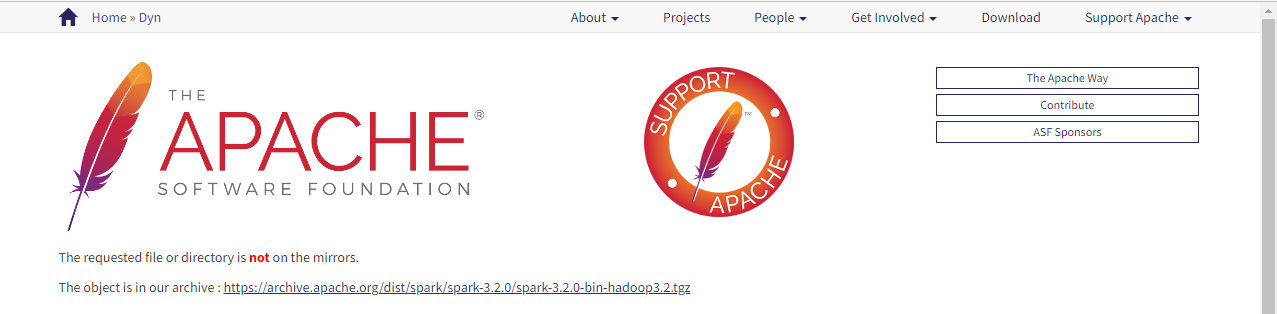 Home » Dyn
About
Projects
People
Get Involved
Download
Support Apache
THE
APACHE®
SOFTWARE FOUNDATION
SUPPORT
APACHE
™
The Apache Way
Contribute
ASF Sponsors
The requested file or directory is not on the mirrors.
The object is in our archive : https://archive.apache.org/dist/spark/spark-3.2.0/spark-3.2.0-bin-hadoop3.2.tgz